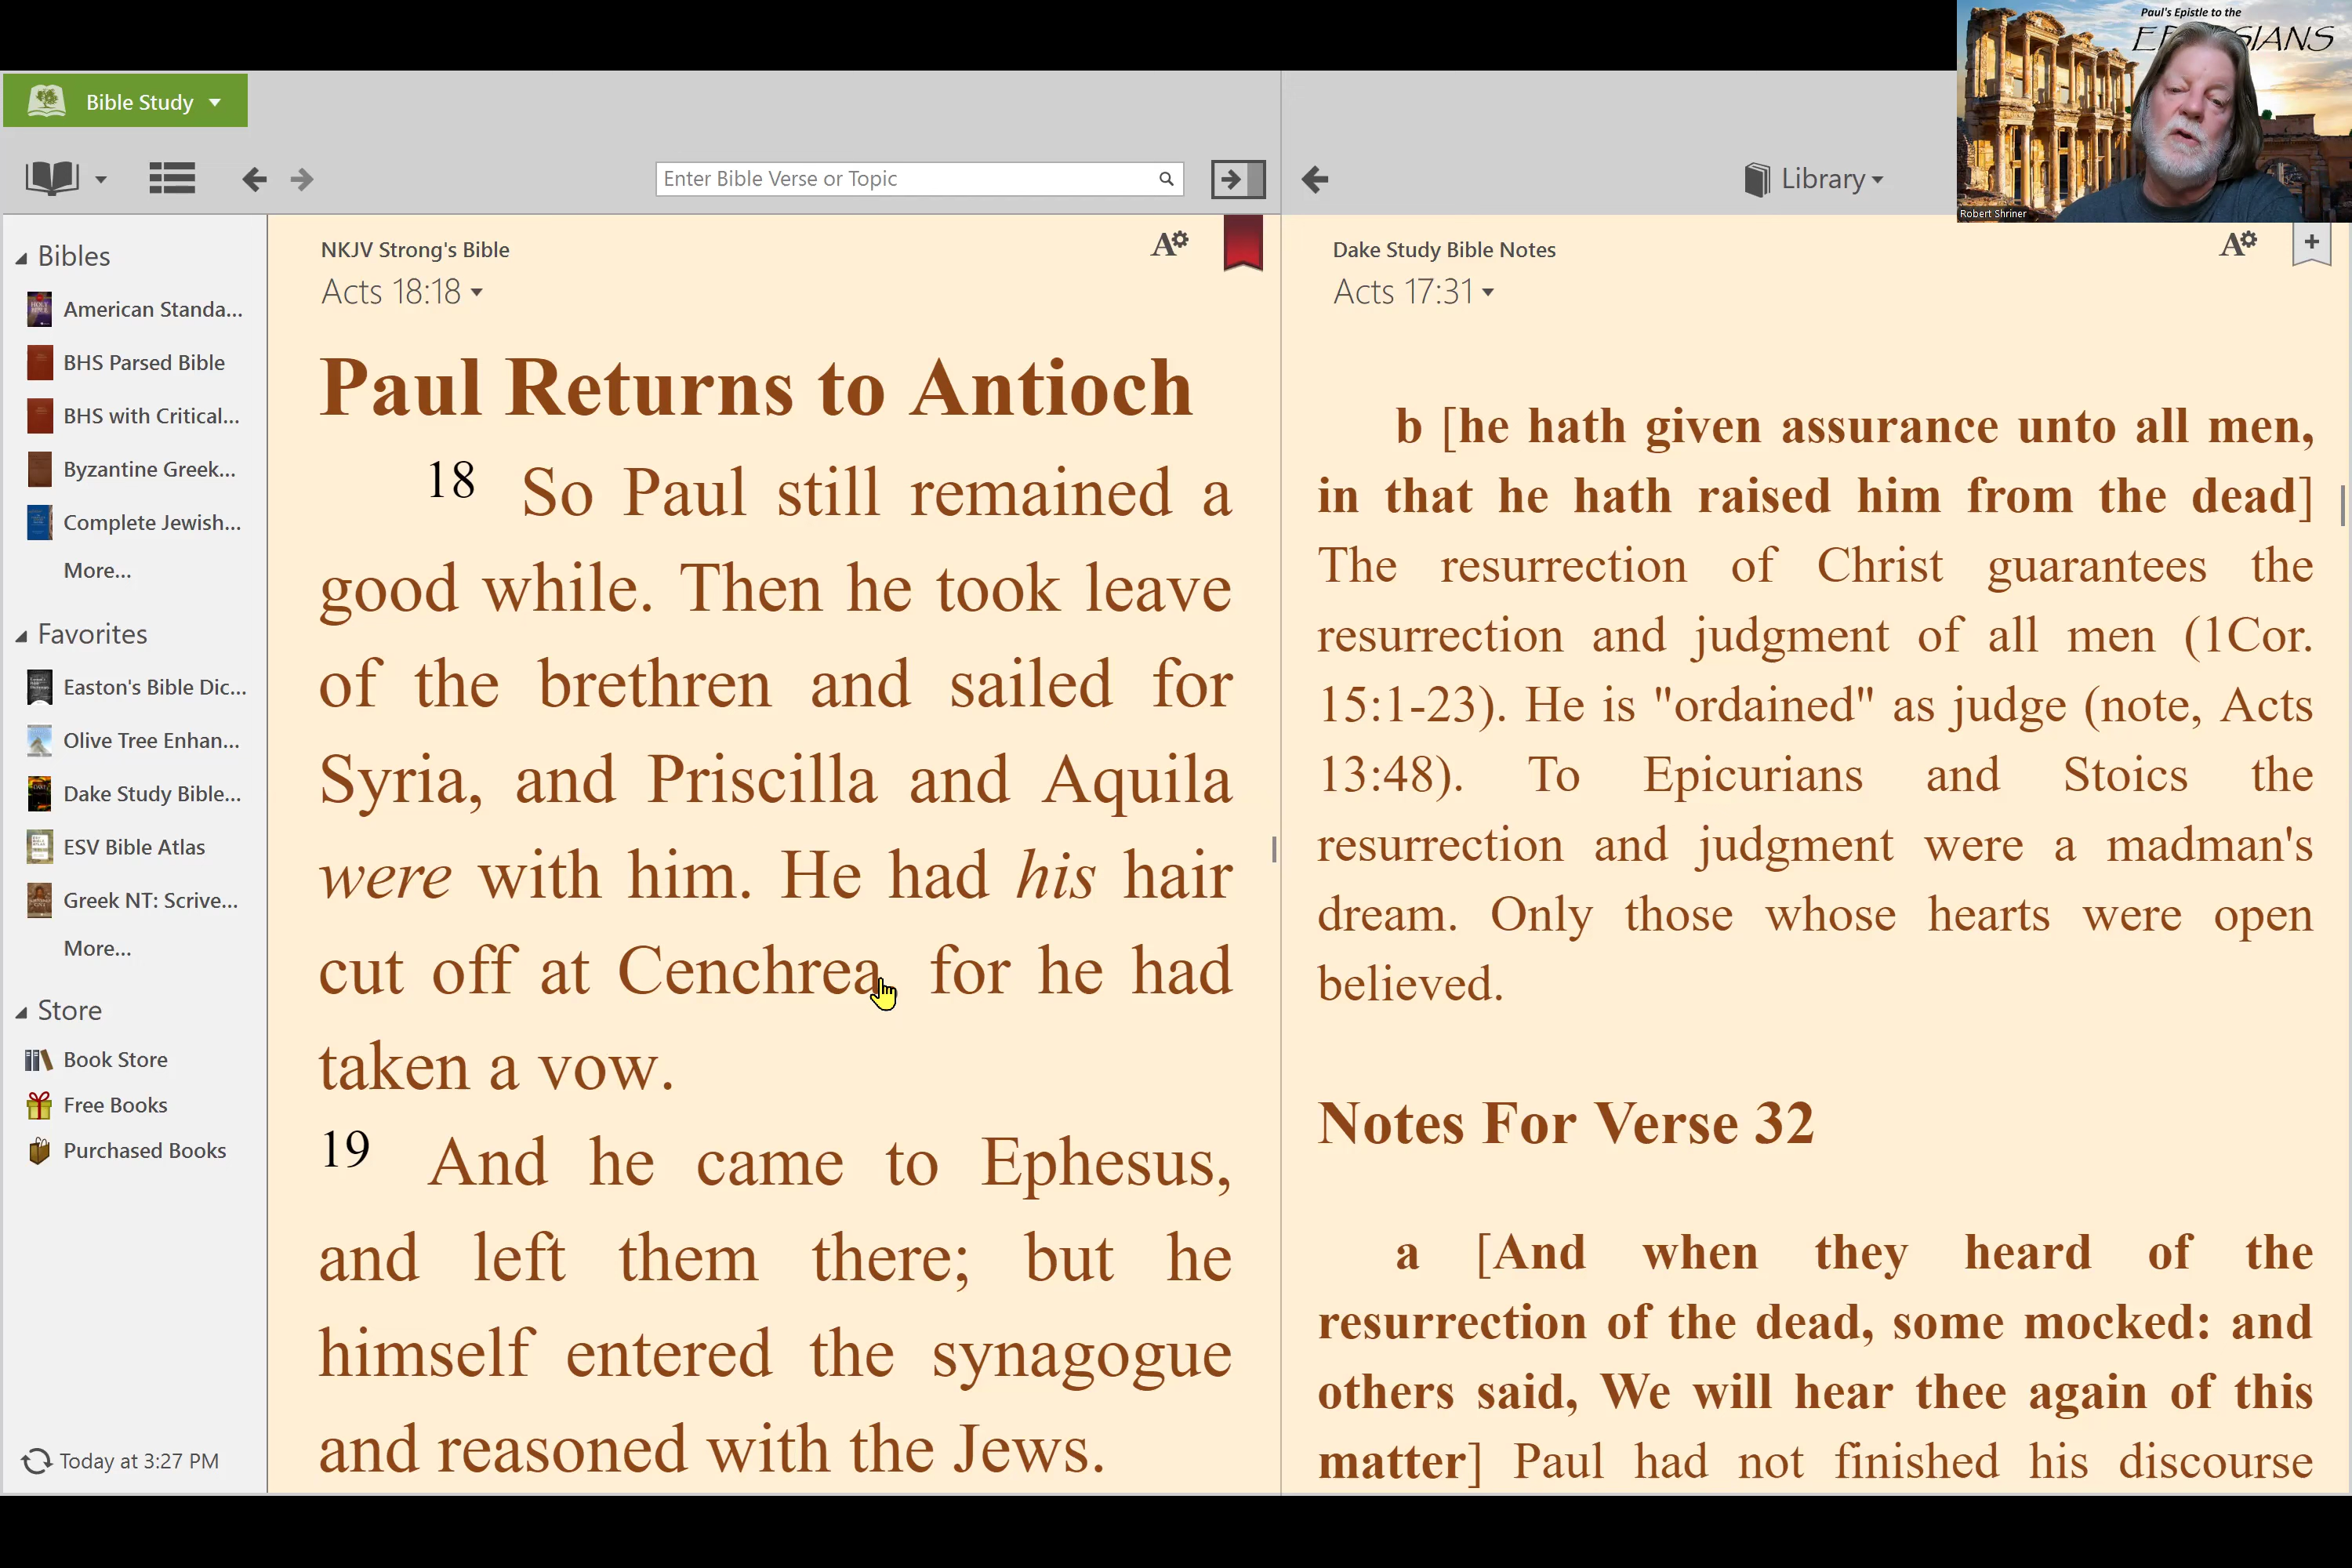 Paul's Epistle to the
Robert Shriner
Bible Study
Enter Bible Verse or Topic
Library
Bibles
American Standa...
BHS Parsed Bible
BHS with Critical...
Byzantine Greek...
Complete Jewish...
More...
Favorites
Easton's Bible Dic...
Olive Tree Enhan...
Dake Study Bible...
ESV Bible Atlas
Greek NT: Scrive...
More...
Store
Book Store
Free Books
Purchased Books
Today at 3:27 PM
NKJV Strong's Bible
Acts 18:18
Paul Returns to Antioch
18 So Paul still remained a
good while. Then he took leave
of the brethren and sailed for
Syria, and Priscilla and Aquila
were with him. He had his hair
cut off at Cenchrea, for he had
taken a vow.
19 And he came to Ephesus,
and left them there; but he
himself entered the synagogue
and reasoned with the Jews.
Dake Study Bible Notes
Acts 17:31
b [he hath given assurance unto all men,
in that he hath raised him from the dead]
The resurrection of Christ guarantees the
resurrection and judgment of all men (1Cor.
15:1-23). He is "ordained" as judge (note, Acts
13:48). To Epicurians and Stoics the
resurrection and judgment were a madman's
dream. Only those whose hearts were open
believed.
Notes For Verse 32
a [And when they heard of the
resurrection of the dead, some mocked: and
others said, We will hear thee again of this
matter] Paul had not finished his discourse